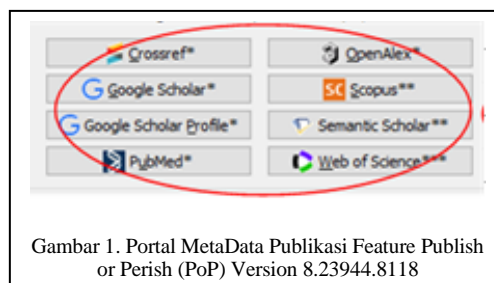 Crossref* OpenAlex*
Google Scholar* Scopus**
Google Scholar Profile* Semantic Scholar**
PubMed* Web of Science***
Gambar 1. Portal MetaData Publikasi Feature Publish
or Perish (PoP) Version 8.23944.8118